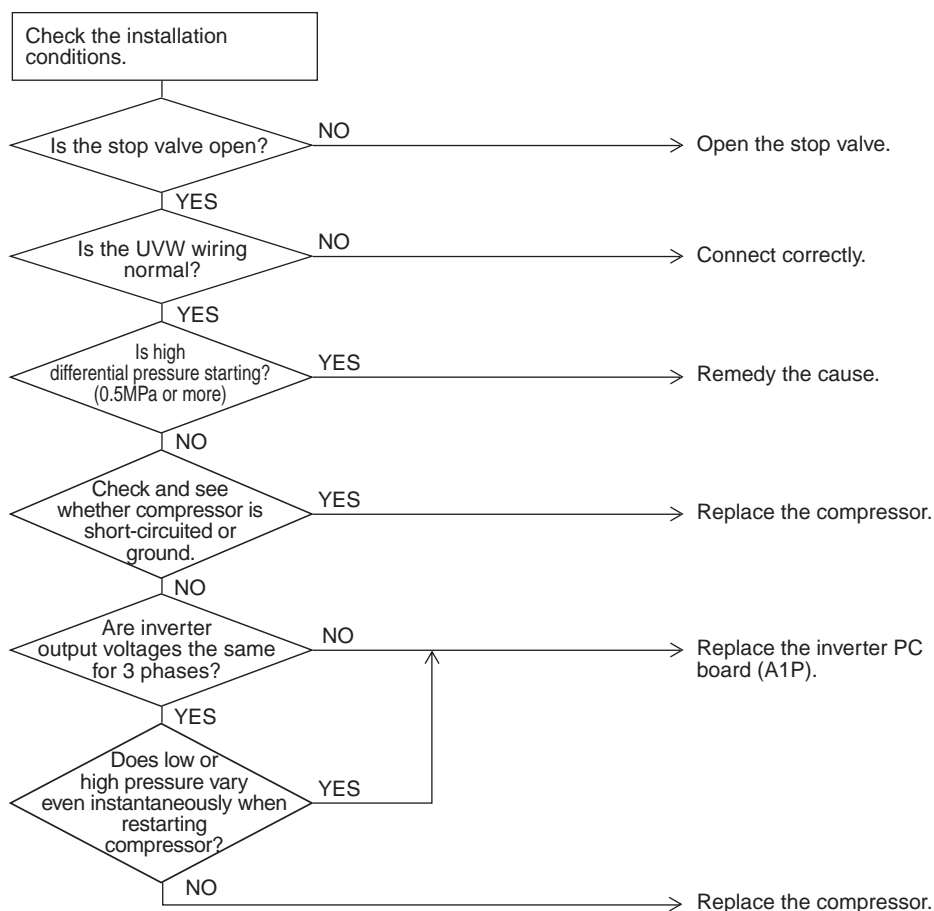 Check the installation
conditions.
Is the stop valve open?
NO
Open the stop valve.
YES
Is the UVW wiring
normal?
NO
Connect correctly.
YES
Is high
differential pressure starting?
(0.5MPa or more)
YES
Remedy the cause.
NO
Check and see
whether compressor is
short-circuited or
ground.
YES
Replace the compressor.
NO
Are inverter
output voltages the same
for 3 phases?
NO
Replace the inverter PC
board (A1P).
YES
Does low or
high pressure vary
even instantaneously when
restarting
compressor?
YES
NO
Replace the compressor.